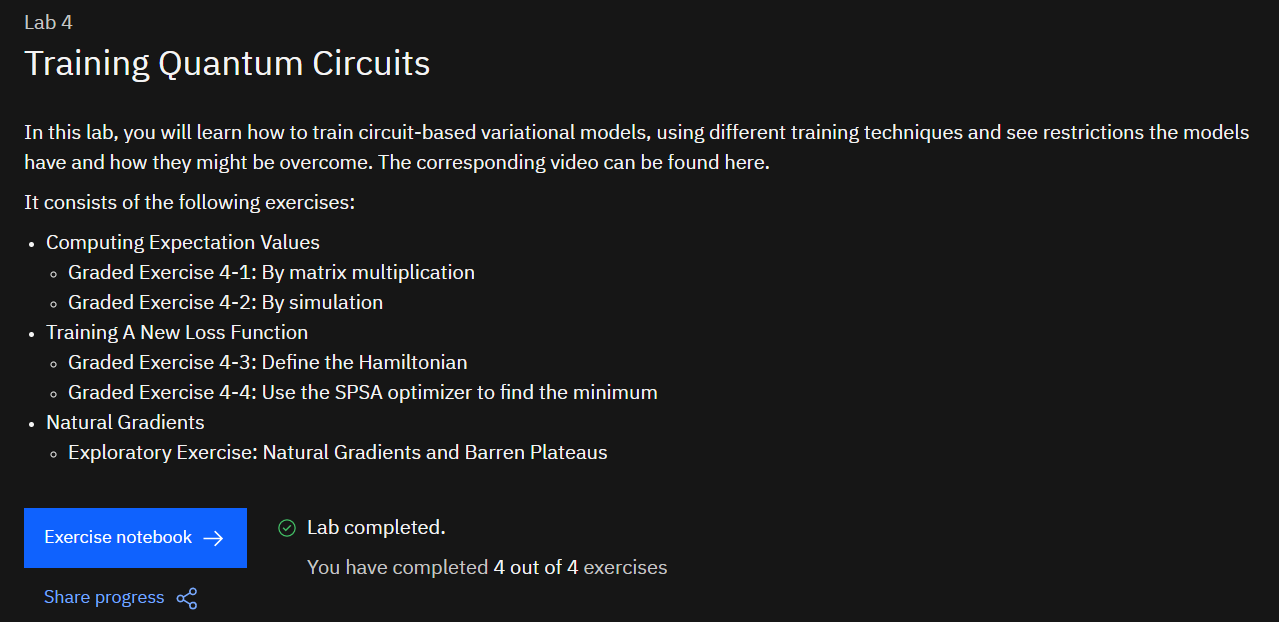 Lab 4
Training Quantum Circuits
In this lab, you will learn how to train circuit-based variational models, using different training techniques and see restrictions the models
have and how they might be overcome. The corresponding video can be found here.
It consists of the following exercises:
Computing Expectation Values
Graded Exercise 4-1: By matrix multiplication
Graded Exercise 4-2: By simulation
Training A New Loss Function
Graded Exercise 4-3: Define the Hamiltonian
Graded Exercise 4-4: Use the SPSA optimizer to find the minimum
Natural Gradients
Exploratory Exercise: Natural Gradients and Barren Plateaus
Exercise notebook
Lab completed.
You have completed 4 out of 4 exercises
Share progress